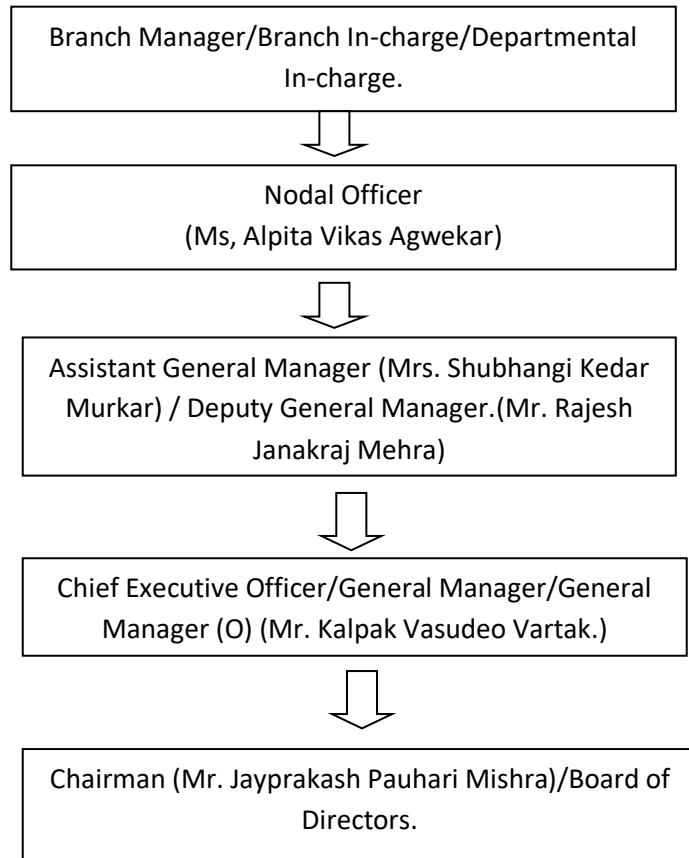 Branch Manager/Branch In-charge/Departmental
In-charge.
Nodal Officer
(Ms, Alpita Vikas Agwekar)
Assistant General Manager (Mrs. Shubhangi Kedar
Murkar) / Deputy General Manager.(Mr. Rajesh
Janakraj Mehra)
Chief Executive Officer/General Manager/General
Manager (O) (Mr. Kalpak Vasudeo Vartak.)
Chairman (Mr. Jayprakash Pauhari Mishra)/Board of
Directors.